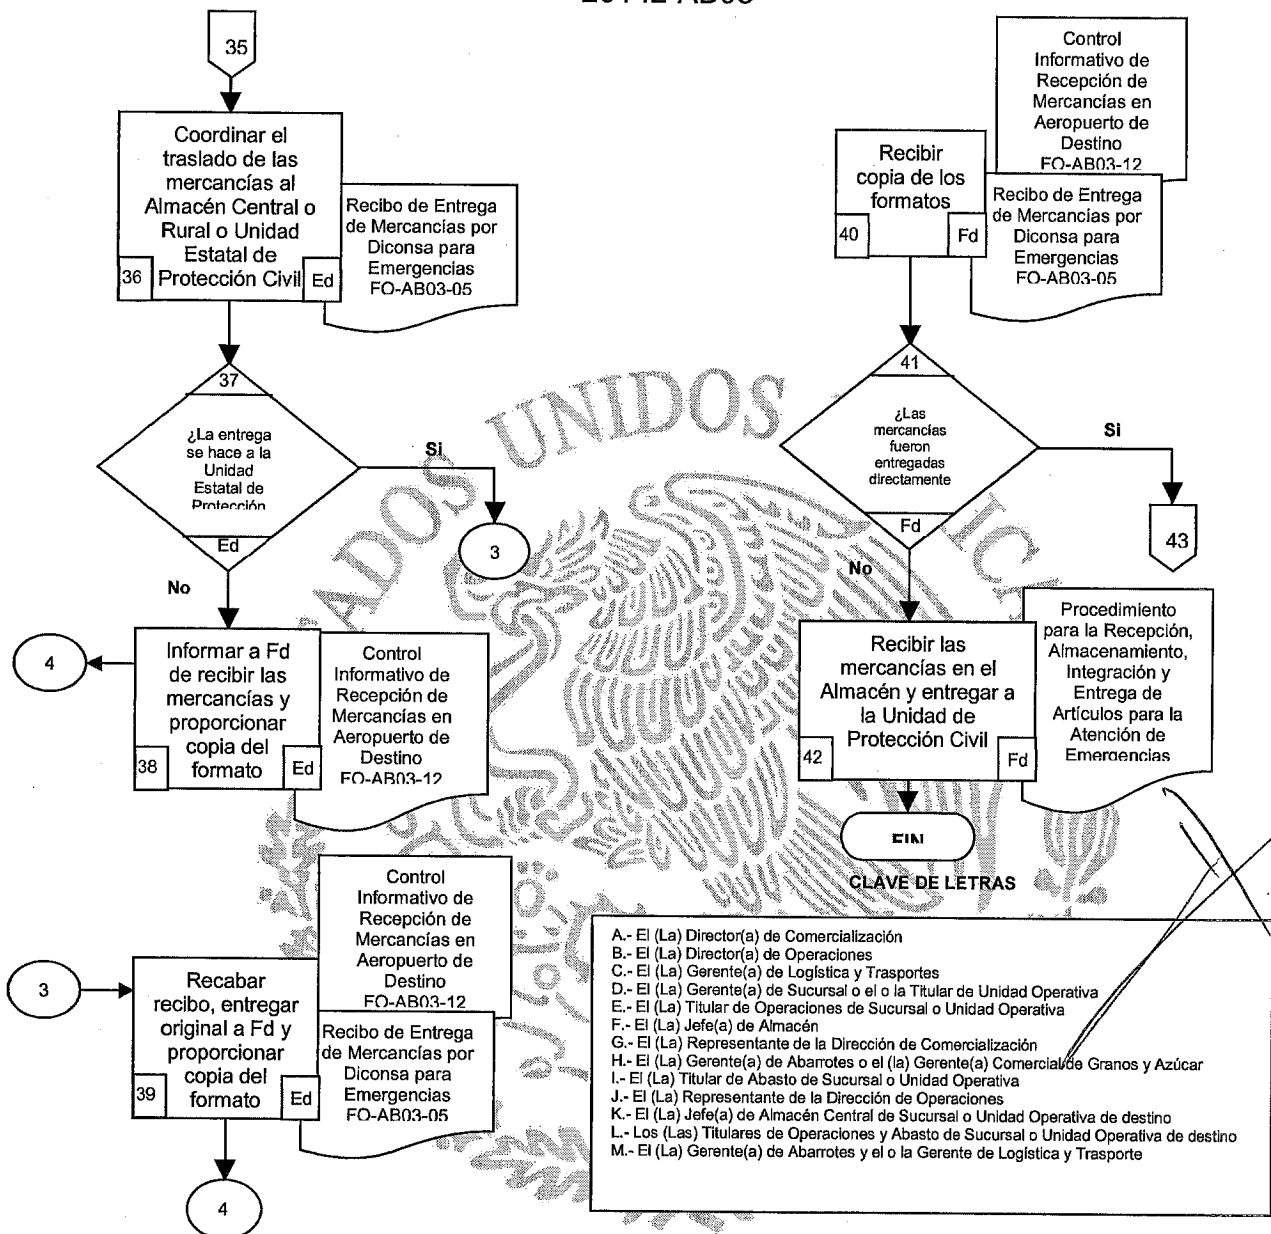 35
Coordinar el
traslado de las
mercancías al
Almacén Central o
Rural o Unidad
Estatal de
Protección Civil
36
Ed
Recibo de Entrega
de Mercancías por
Diconsa para
Emergencias
FO-AB03-05
37
¿La entrega
se hace a la
Unidad
Estatal de
Protección
Ed
Si
3
No
4
Informar a Fd
de recibir las
mercancías y
proporcionar
copia del
formato
38
Ed
Control
Informativo de
Recepción de
Mercancías en
Aeropuerto de
Destino
FO-AB03-12
3
Recabar
recibo, entregar
original a Fd y
proporcionar
copia del
formato
39
Ed
Control
Informativo de
Recepción de
Mercancías en
Aeropuerto de
Destino
FO-AB03-12
Recibo de Entrega
de Mercancías por
Diconsa para
Emergencias
FO-AB03-05
4
Control
Informativo de
Recepción de
Mercancías en
Aeropuerto de
Destino
FO-AB03-12
Recibir
copia de los
formatos
40
Fd
Recibo de Entrega
de Mercancías por
Diconsa para
Emergencias
FO-AB03-05
41
¿Las
mercancías
fueron
entregadas
directamente
Fd
Si
43
No
Recibir las
mercancías en el
Almacén y entregar a
la Unidad de
Protección Civil
42
Fd
Procedimiento
para la Recepción,
Almacenamiento,
Integración y
Entrega de
Artículos para la
Atención de
Emergencias
FIN
CLAVE DE LETRAS
A.- El (La) Director(a) de Comercialización
B.- El (La) Director(a) de Operaciones
C.- El (La) Gerente(a) de Logística y Trasportes
D.- El (La) Gerente(a) de Sucursal o el o la Titular de Unidad Operativa
E.- El (La) Titular de Operaciones de Sucursal o Unidad Operativa
F.- El (La) Jefe(a) de Almacén
G.- El (La) Representante de la Dirección de Comercialización
H.- El (La) Gerente(a) de Abarrotes o el (la) Gerente(a) Comercial de Granos y Azúcar
I.- El (La) Titular de Abasto de Sucursal o Unidad Operativa
J.- El (La) Representante de la Dirección de Operaciones
K.- El (La) Jefe(a) de Almacén Central de Sucursal o Unidad Operativa de destino
L.- Los (Las) Titulares de Operaciones y Abasto de Sucursal o Unidad Operativa de destino
M.- El (La) Gerente(a) de Abarrotes y el o la Gerente de Logística y Trasporte
ADOS UNIDOS